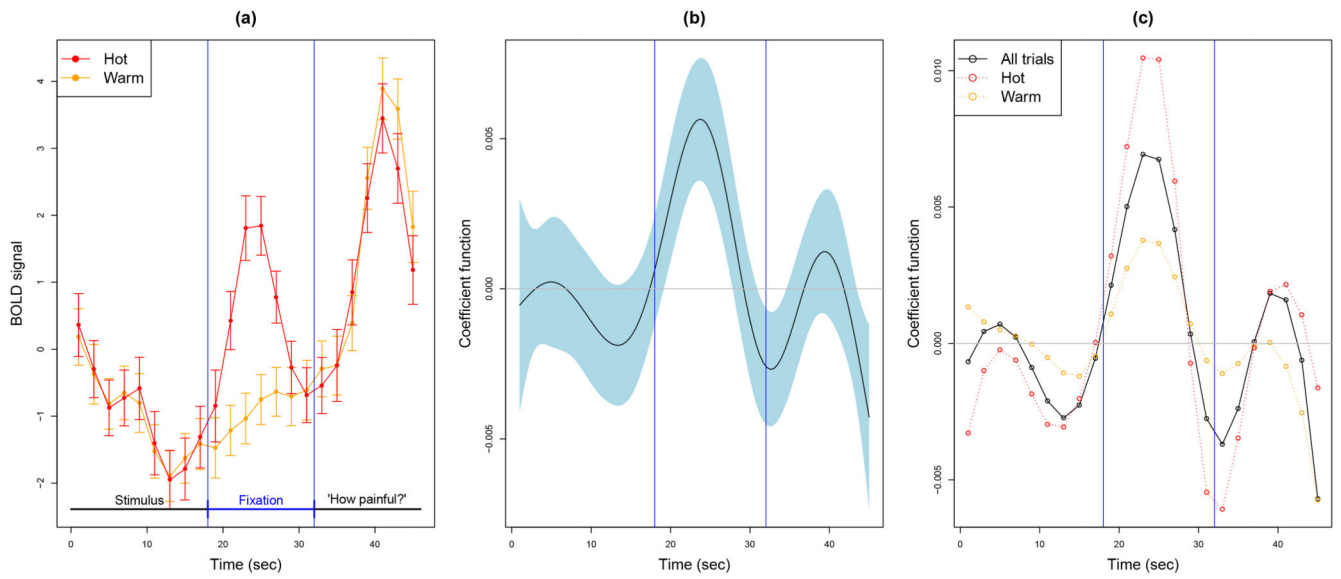 (a)
Hot
Warm
BOLD signal
4
3
2
1
0
−1
−2
Stimulus
Fixation
'How painful?'
0
10
20
30
40
Time (sec)
(b)
Coefficient function
0.005
0.000
−0.005
0
10
20
30
40
Time (sec)
(c)
All trials
Hot
Warm
Coefficient function
0.010
0.005
0.000
−0.005
0
10
20
30
40
Time (sec)